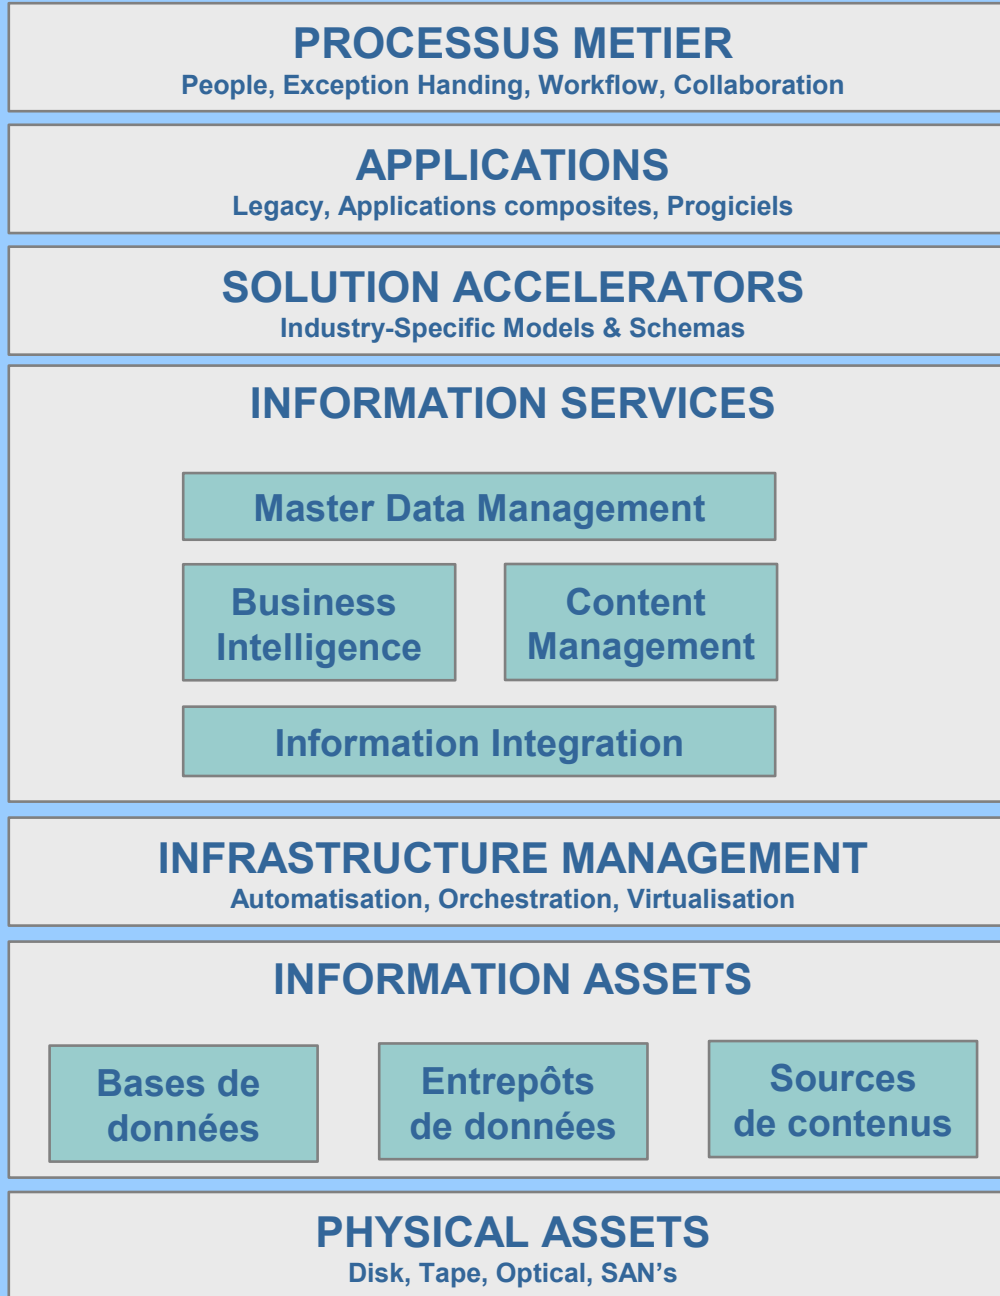 PROCESSUS METIER
People, Exception Handing, Workflow, Collaboration
APPLICATIONS
Legacy, Applications composites, Progiciels
SOLUTION ACCELERATORS
Industry-Specific Models & Schemas
INFORMATION SERVICES
Master Data Management
Business
Intelligence
Content
Management
Information Integration
INFRASTRUCTURE MANAGEMENT
Automatisation, Orchestration, Virtualisation
INFORMATION ASSETS
Bases de
données
Entrepôts
de données
Sources
de contenus
PHYSICAL ASSETS
Disk, Tape, Optical, SAN’s